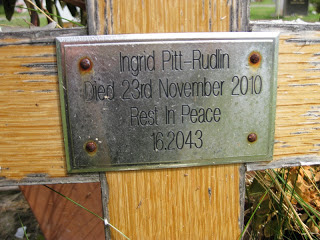 Ingrid Pitt-Rudlin
Died 23rd November 2010
Rest In Peace
16.2043